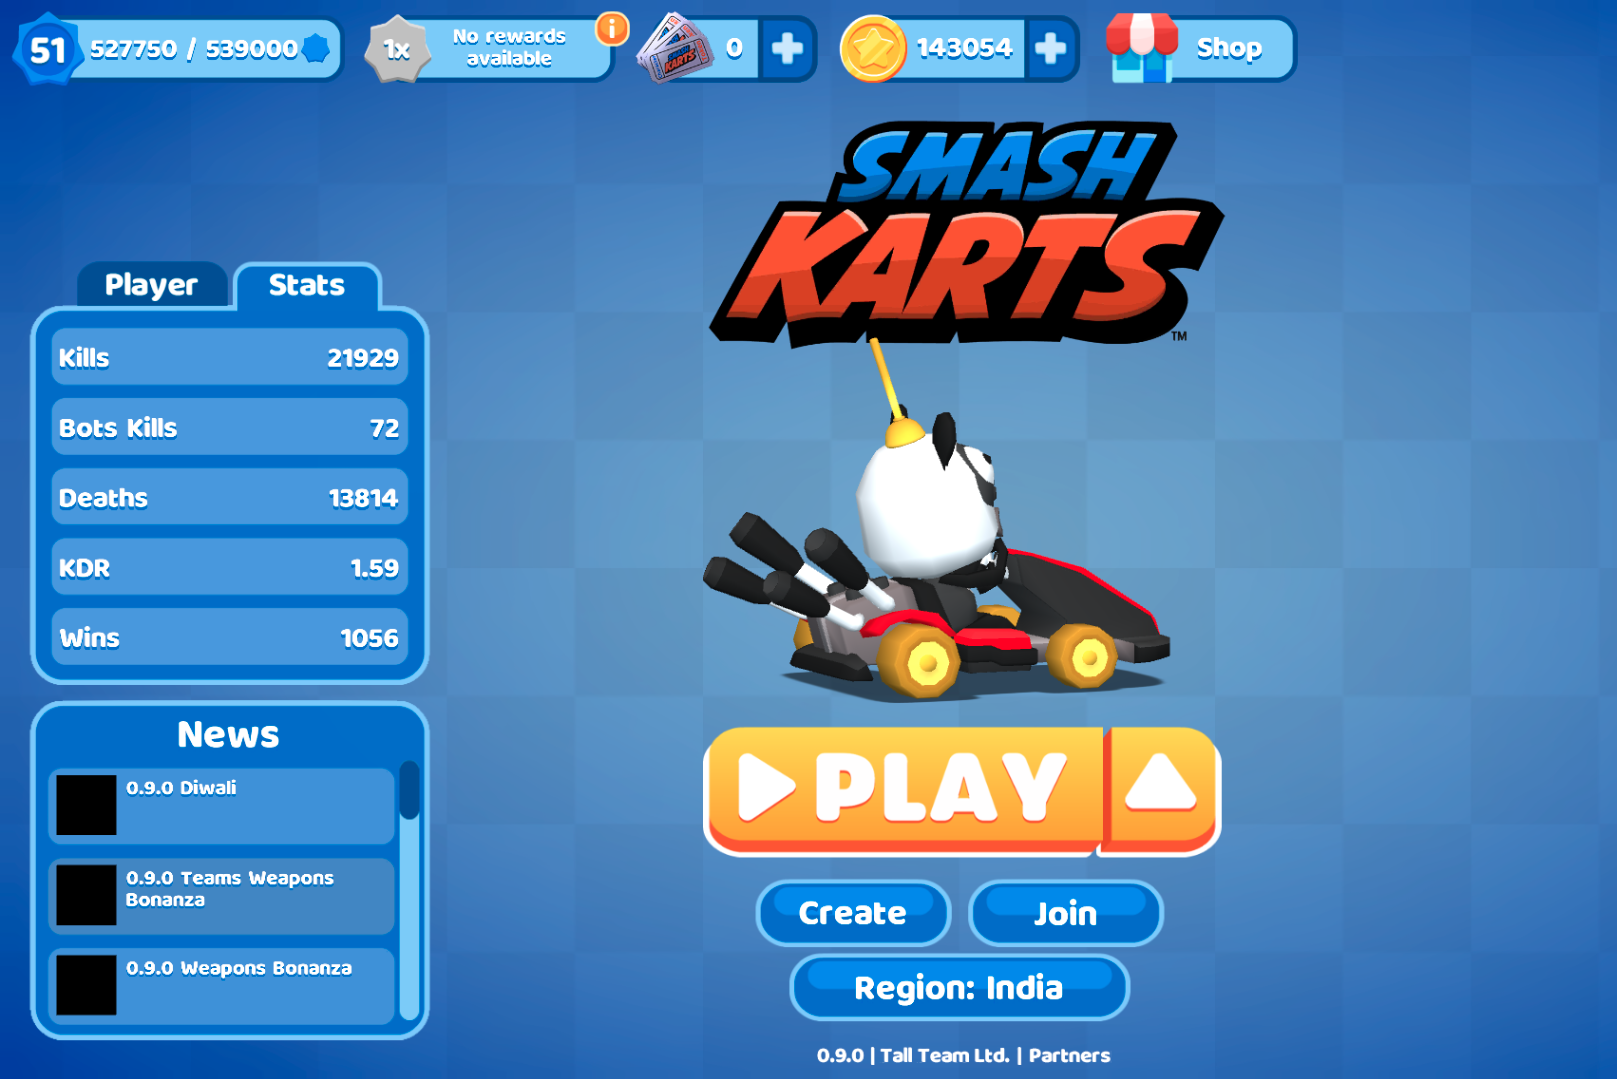 51
527750 / 539000
1x
No rewards
available
i
0
143054
Shop
SMASH
KARTS
TM
Player
Stats
Kills 21929
Bots Kills 72
Deaths 13814
KDR 1.59
Wins 1056
News
0.9.0 Diwali
0.9.0 Teams Weapons
Bonanza
0.9.0 Weapons Bonanza
PLAY
Create
Join
Region: India
0.9.0 | Tall Team Ltd. | Partners